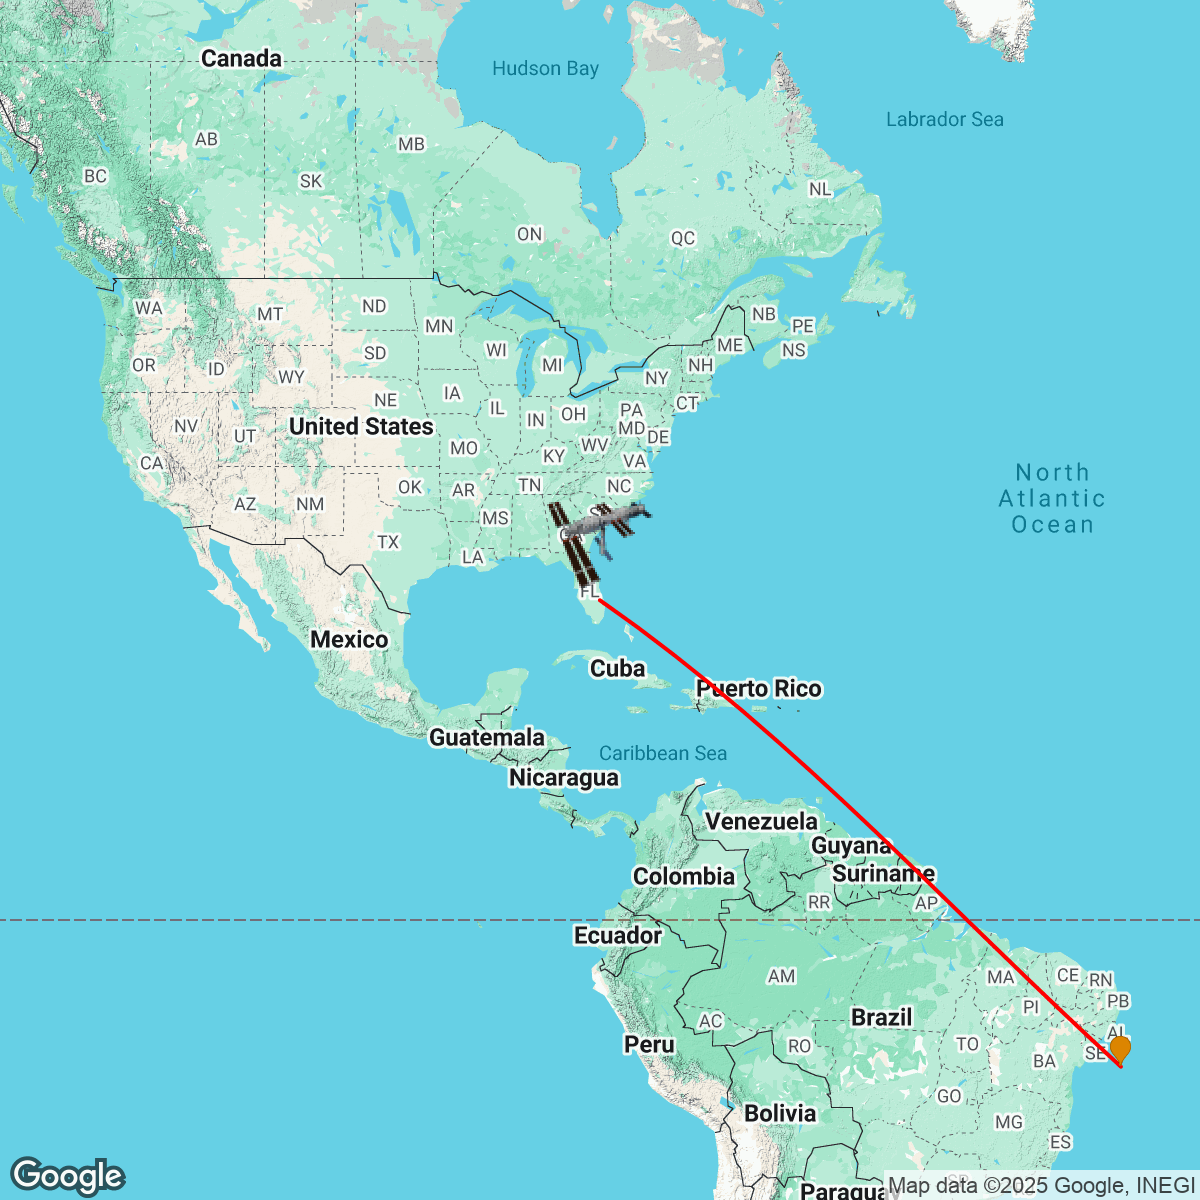 Canada
Hudson Bay
Labrador Sea
AB
MB
BC
SK
NL
ON
QC
WA
MT
ND
MN
NB
PE
OR
ID
SD
WI
MI
ME
NS
WY
NH
NY
NE
IA
IL
IN
OH
PA
CT
NV
UT
United States
MD
DE
CA
MO
KY
WV
VA
North
Atlantic
Ocean
AZ
NM
OK
AR
TN
NC
MS
TX
LA
FL
Mexico
Cuba
Puerto Rico
Guatemala
Caribbean Sea
Nicaragua
Venezuela
Guyana
Colombia
Suriname
RR
AP
Ecuador
AM
MA
CE
RN
PB
PI
AC
Brazil
Peru
RO
TO
BA
SE
AL
Bolivia
GO
MG
ES
Google
Map data ©2025 Google, INEGI